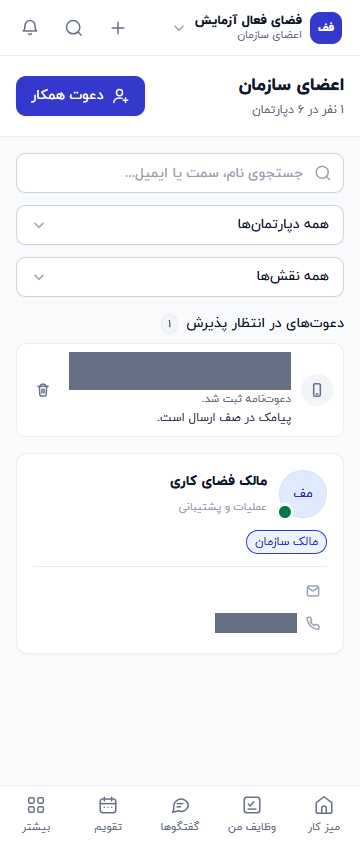 فف
فضای فعال آزمایش
اعضای سازمان
اعضای سازمان
۱ نفر در ۶ دپارتمان
دعوت همکار
جستجوی نام، سمت یا ایمیل...
همه دپارتمان‌ها
همه نقش‌ها
دعوت‌های در انتظار پذیرش ۱
دعوت‌نامه ثبت شد.
پیامک در صف ارسال است.
مف
مالک فضای کاری
عملیات و پشتیبانی
مالک سازمان
میز کار
وظایف من
گفتگوها
تقویم
بیشتر